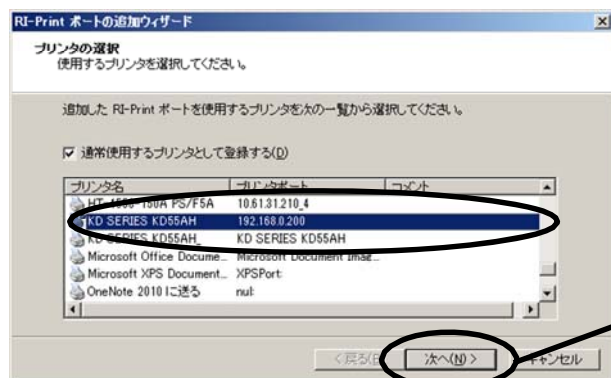 RI-Print ポートの追加ウィザード
プリンタの選択
使用するプリンタを選択してください。
追加した RI-Print ポートを使用するプリンタを次の一覧から選択してください。
通常使用するプリンタとして登録する(D)
プリンタ名 プリンタポート コメント
PS/F5A 10.61.31.210_4
KD SERIES KD55AH 192.168.0.200
KD SERIES KD55AH_ KD SERIES KD55AH
Microsoft Office Docume... Microsoft Document Imag...
Microsoft XPS Document... XPSPort:
OneNote 2010 に送る nul:
<戻る(B 次へ(N) > キャンセル